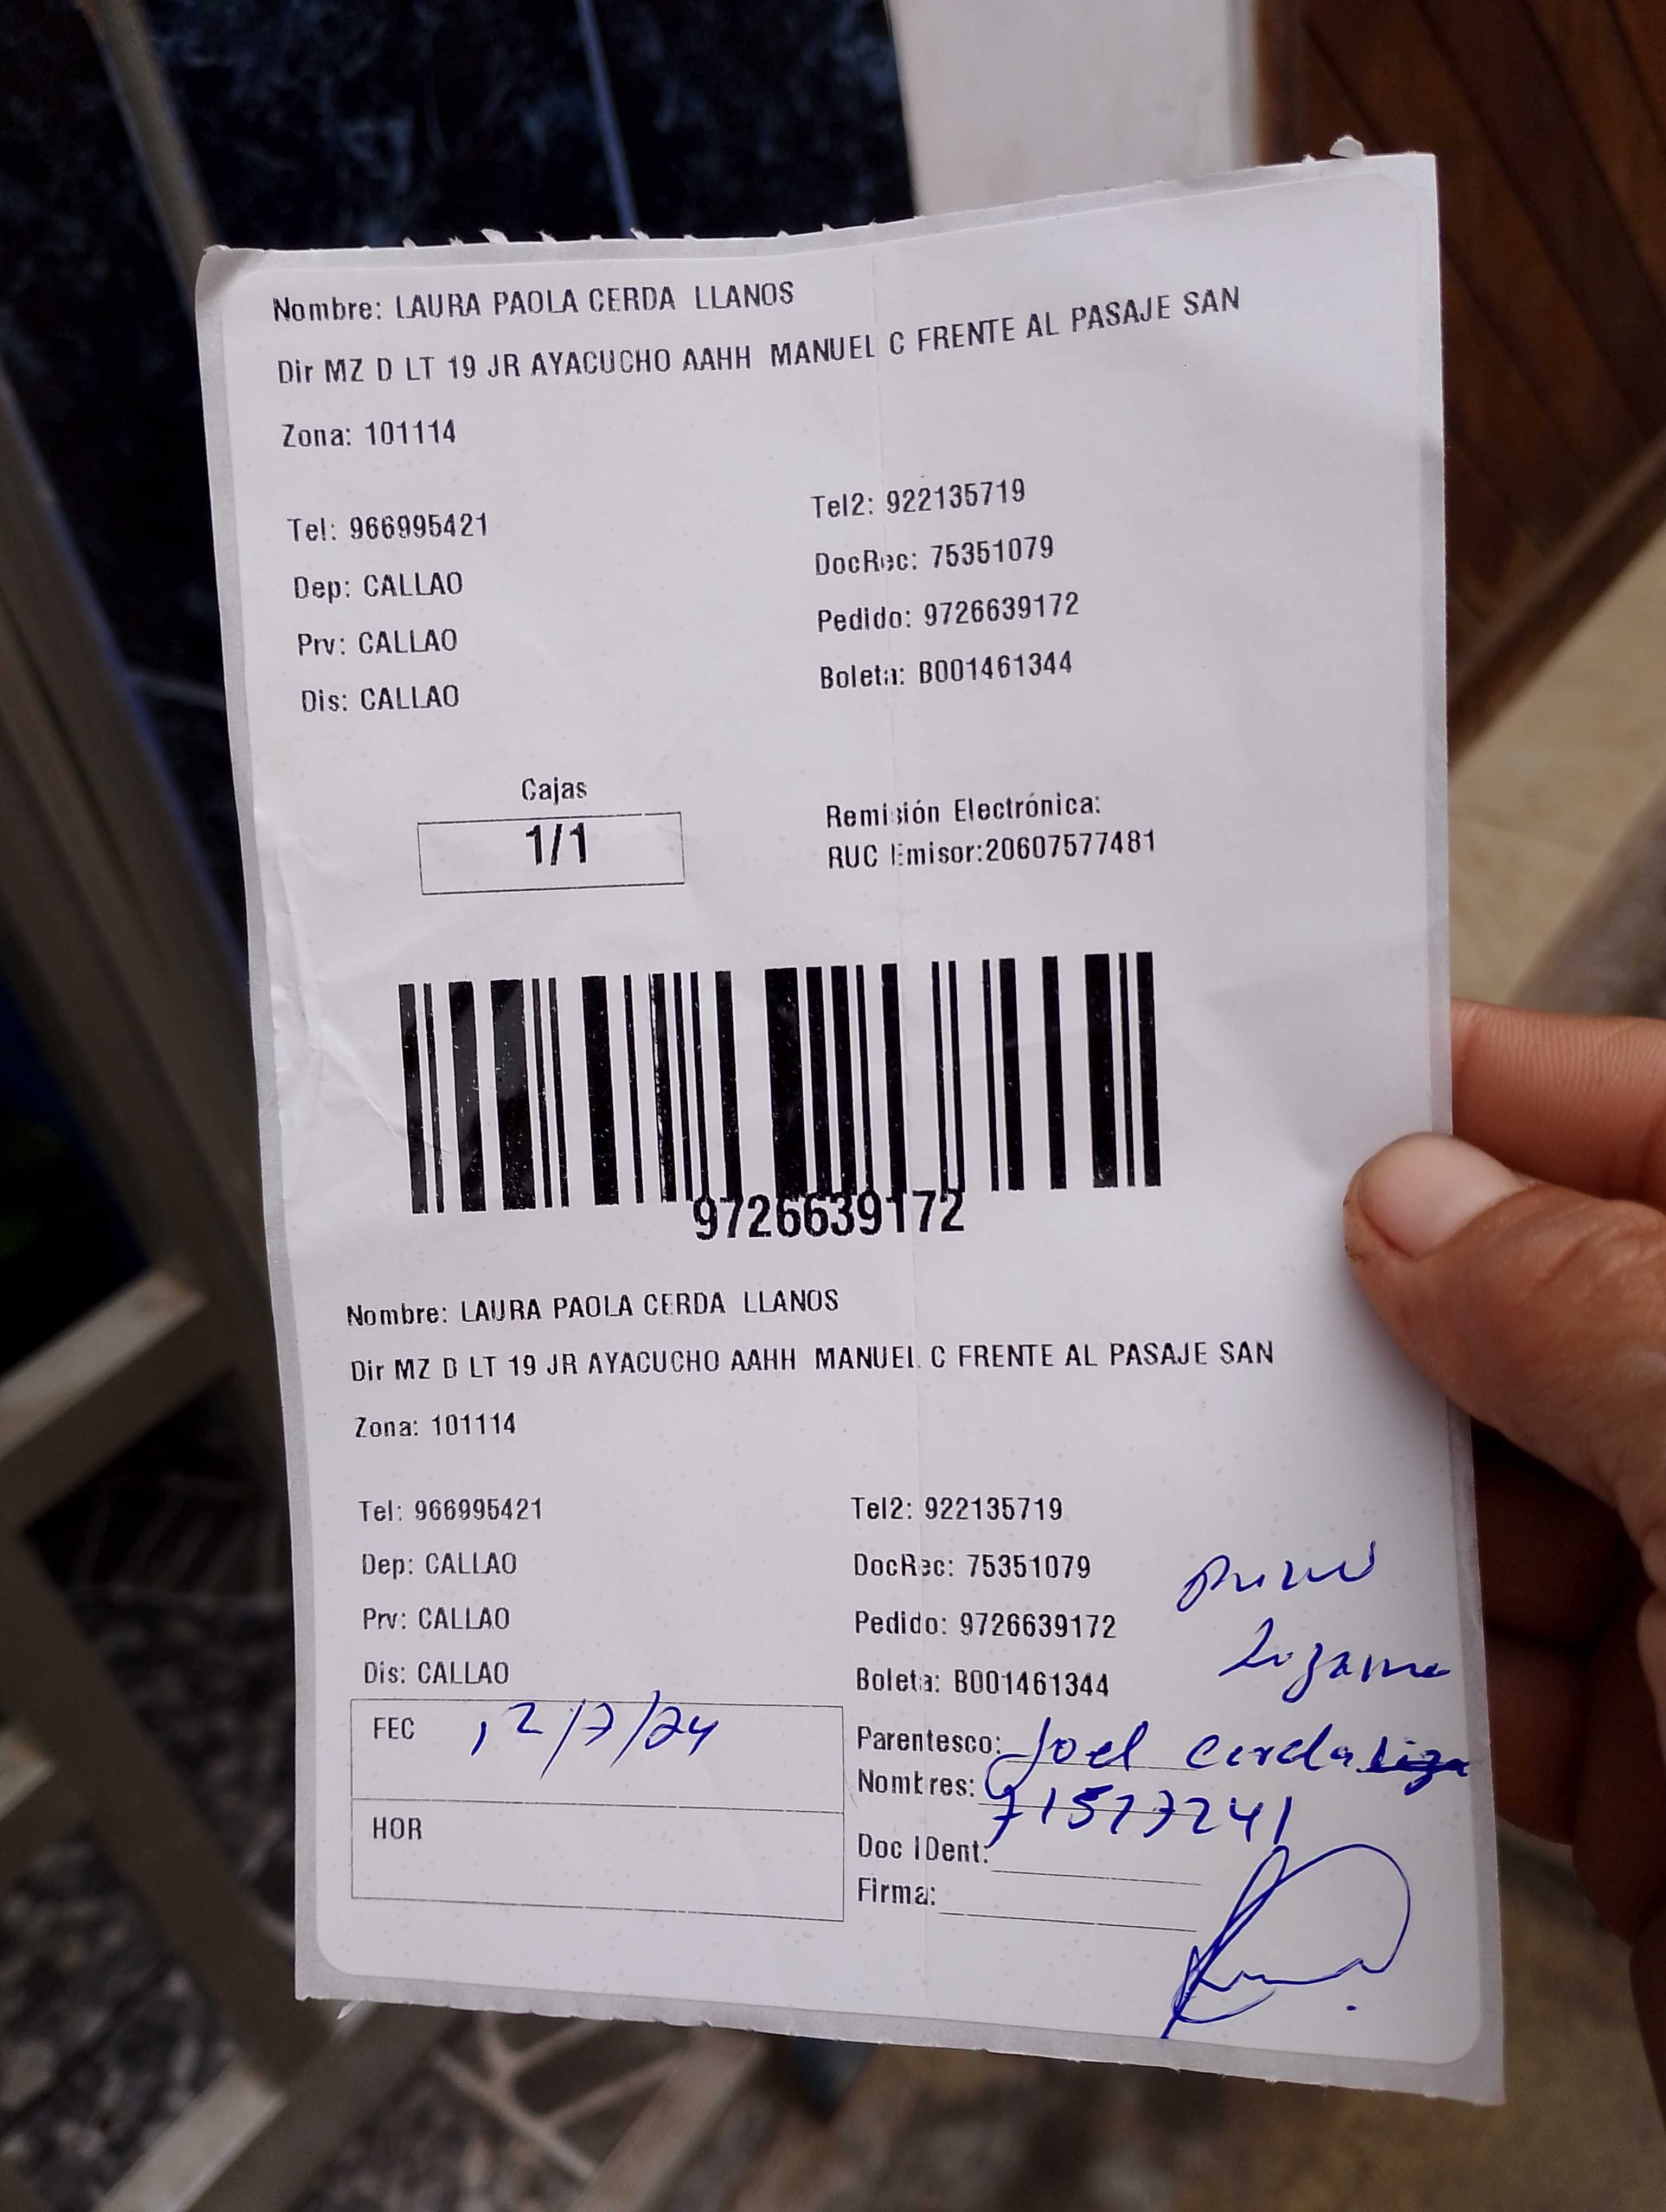 Nombre: LAURA PAOLA CERDA LLANOS
Dir MZ D LT 19 JR AYACUCHO AAHH MANUEL C FRENTE AL PASAJE SAN
Zona: 101114
Tel: 966995421
Tel2: 922135719
Dep: CALLAO
DocRec: 75351079
Prv: CALLAO
Pedido: 9726639172
Dis: CALLAO
Boleta: B001461344
Cajas
1/1
Remisión Electrónica:
RUC Emisor:20607577481
9726639172
Nombre: LAURA PAOLA CERDA LLANOS
Dir MZ D LT 19 JR AYACUCHO AAHH MANUEL C FRENTE AL PASAJE SAN
Zona: 101114
Tel: 966995421
Tel2: 922135719
Dep: CALLAO
DocRec: 75351079
Prv: CALLAO
Pedido: 9726639172
Dis: CALLAO
Boleta: B001461344
FEC 12/7/24
HOR
Parentesco: Joel Cerda
Nombres: 71577241
Doc IDent:
Firma: